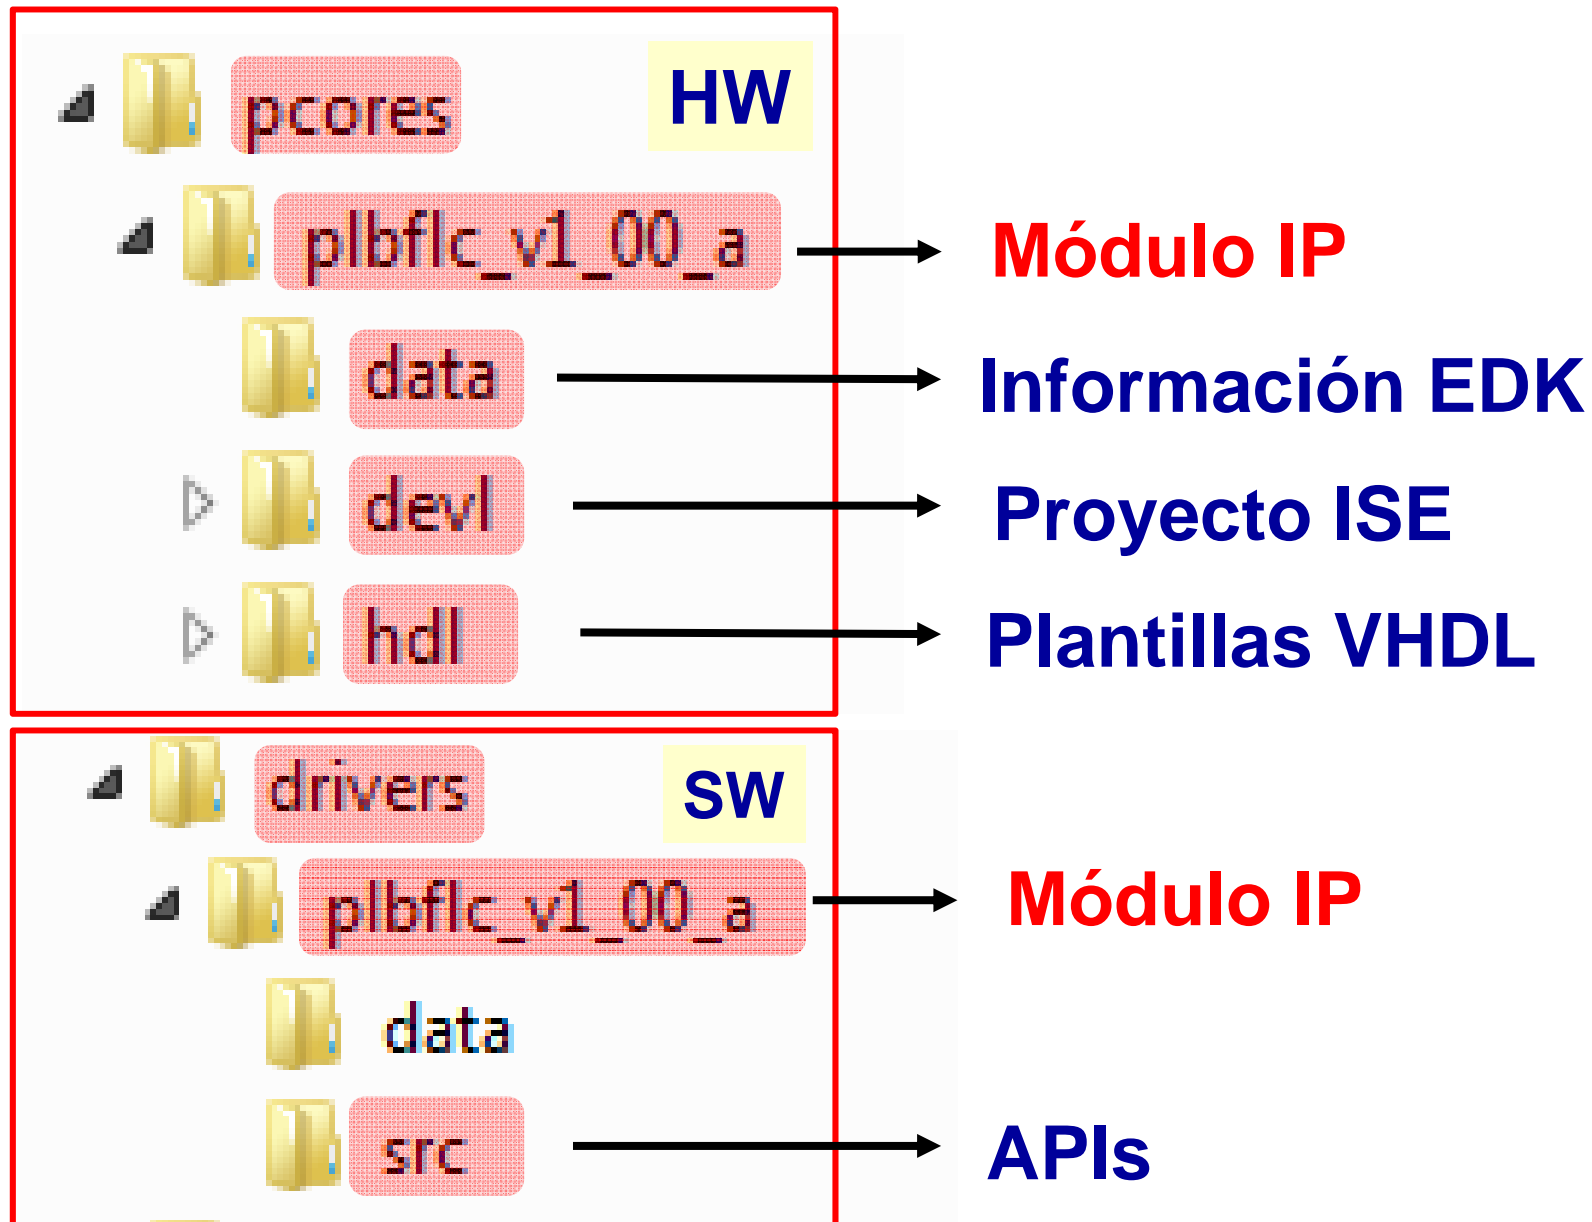 pcores HW
plbflc_v1_00_a Módulo IP
data Información EDK
devl Proyecto ISE
hdl Plantillas VHDL
drivers SW
plbflc_v1_00_a Módulo IP
data
src APIs